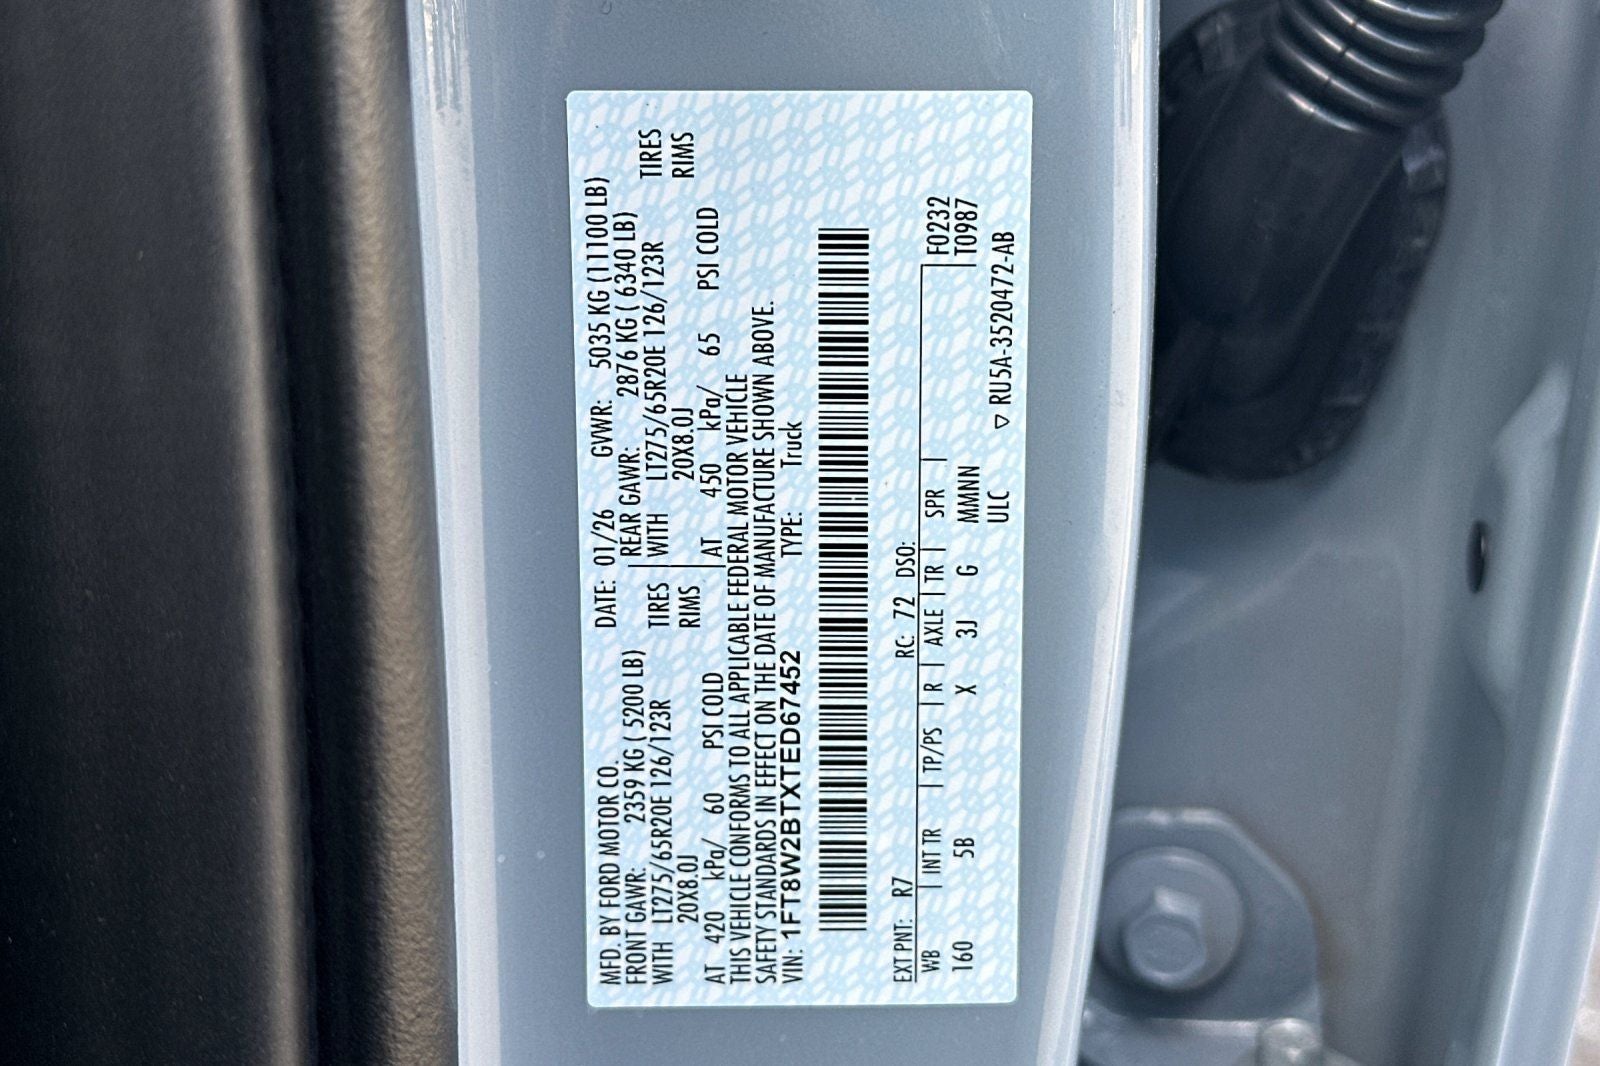 MFD. BY FORD MOTOR CO. DATE: 01/26 GVWR: 5035 KG (11100 LB)
FRONT GAWR: 2359 KG ( 5200 LB) REAR GAWR: 2876 KG ( 6340 LB)
WITH LT275/65R20E 126/123R TIRES WITH LT275/65R20E 126/123R TIRES
20X8.0J RIMS 20X8.0J RIMS
AT 420 kPa/ 60 PSI COLD AT 450 kPa/ 65 PSI COLD
THIS VEHICLE CONFORMS TO ALL APPLICABLE FEDERAL MOTOR VEHICLE
SAFETY STANDARDS IN EFFECT ON THE DATE OF MANUFACTURE SHOWN ABOVE.
VIN: 1FT8W2BTXTED67452 TYPE: Truck
EXT PNT: R7 RC: 72 DSO: F0232
WB INT TR TP/PS R AXLE TR SPR T0987
160 5B X 3J G MMNN
ULC ▽ RU5A-3520472-AB